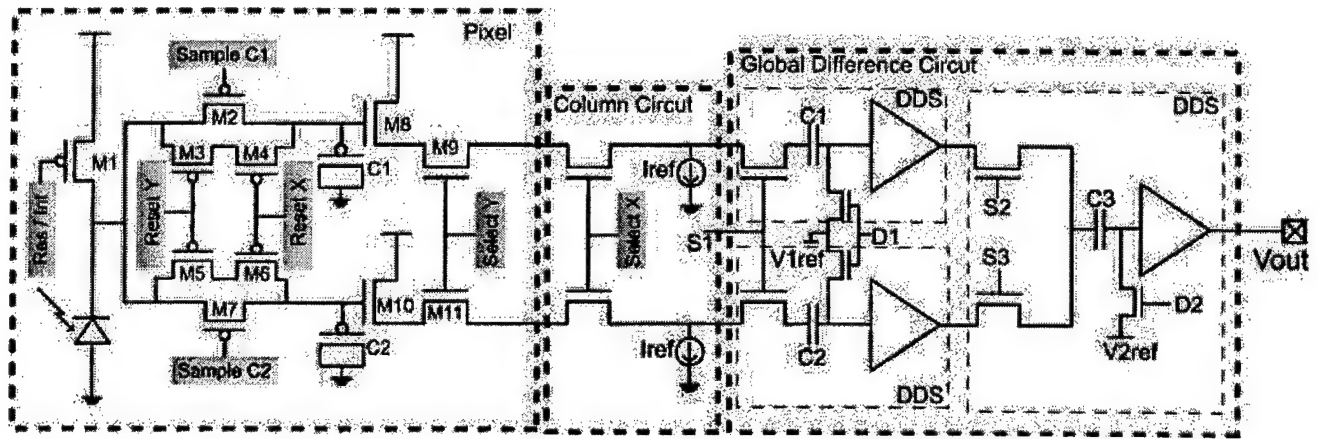 Pixel
Sample C1
M2
M3
M4
M1
Res / Int
Reset Y
Reset X
M5
M6
M7
Sample C2
M8
C1
M9
M10
M11
C2
Select Y
Column Circut
Iref
Select X
Iref
Global Difference Circut
DDS
C1
S1
V1ref
D1
C2
DDS
DDS
S2
S3
C3
D2
V2ref
Vout